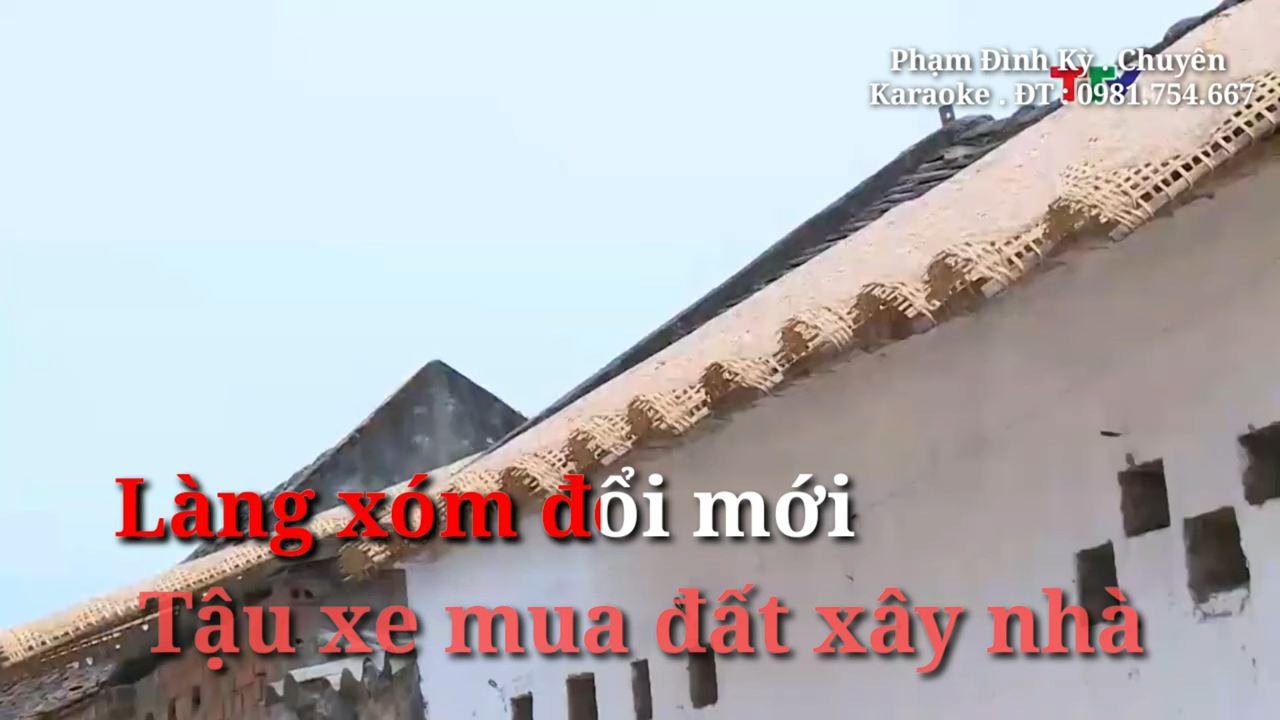 Phạm Đình Kỳ . Chuyên
Karaoke . ĐT : 0981.754.667
TTV
Làng xóm đổi mới
Tậu xe mua đất xây nhà